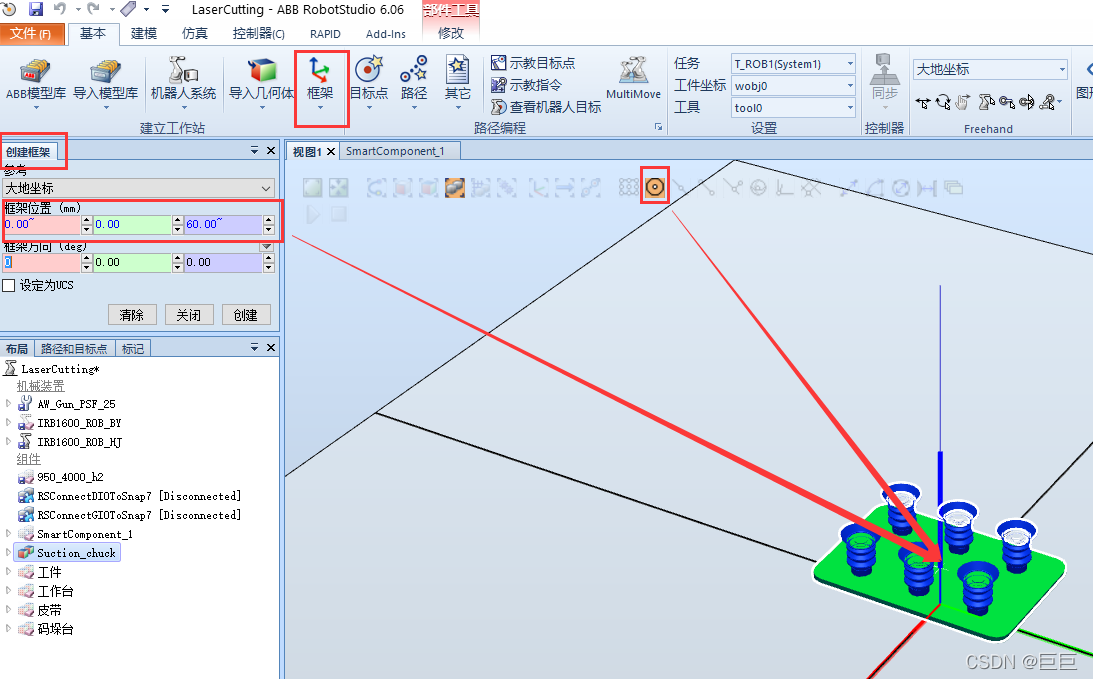 LaserCutting - ABB RobotStudio 6.06
部件工具
文件(F) 基本 建模 仿真 控制器(C) RAPID Add-Ins 修改
ABB模型库 导入模型库 机器人系统 导入几何体 框架 目标点 路径 其它
示教目标点
示教指令
查看机器人目标
MultiMove
任务 T_ROB1(System1)
工件坐标 wobj0
工具 tool0
同步
大地坐标
图形
建立工作站 路径编程 设置 控制器 Freehand
创建框架
参考
大地坐标
框架位置 (mm)
0.00~ 0.00 60.00~
框架方向 (deg)
0 0.00 0.00
设定为UCS
清除 关闭 创建
视图1 SmartComponent_1
布局 路径和目标点 标记
LaserCutting*
机械装置
AW_Gun_PSF_25
IRB1600_ROB_BY
IRB1600_ROB_HJ
组件
950_4000_h2
RSConnectDIOToSnap7 [Disconnected]
RSConnectGIOToSnap7 [Disconnected]
SmartComponent_1
Suction_chuck
工件
工作台
皮带
码垛台
CSDN @巨巨